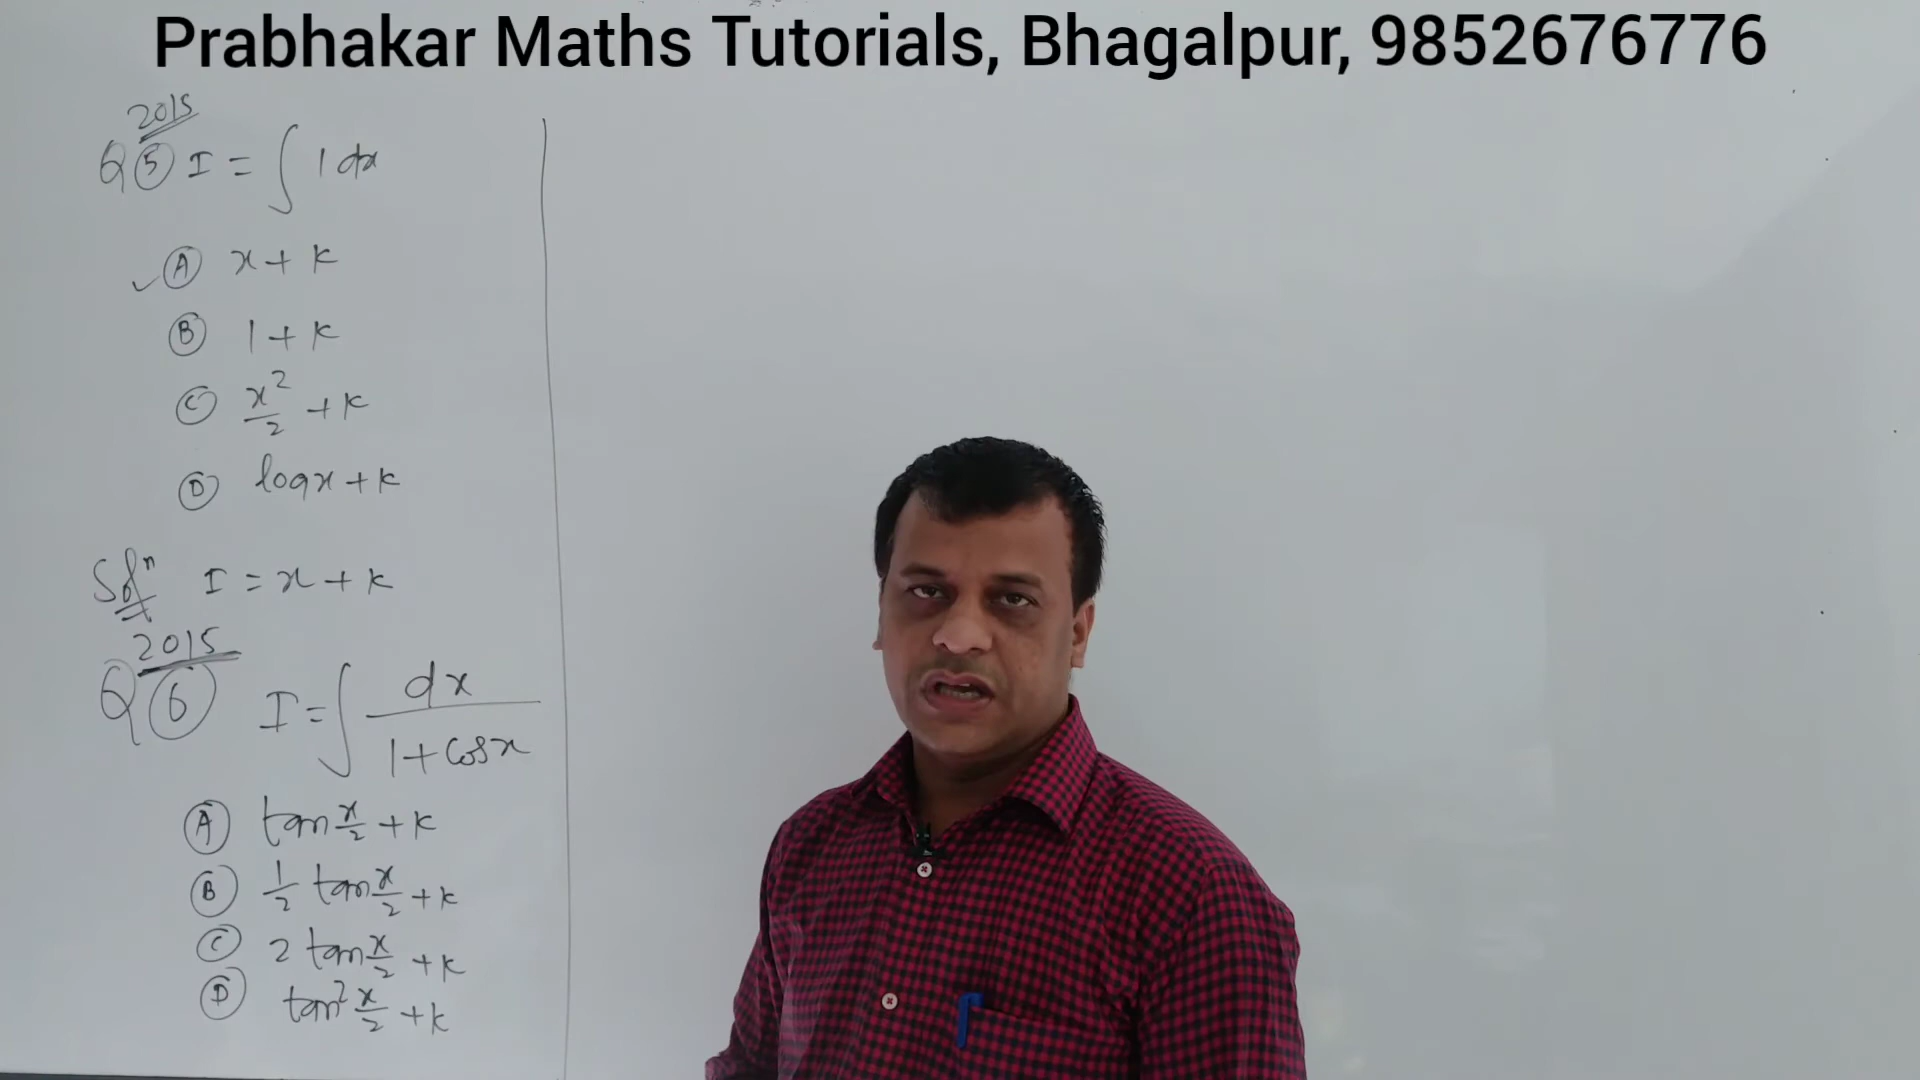 Prabhakar Maths Tutorials, Bhagalpur, 9852676776
2015
Q 5 I = ∫ 1 dx
✓ A x + k
B 1 + k
C x²/2 + k
D log x + k
Solⁿ I = x + k
2015
Q 6 I = ∫ dx / 1 + cos x
A tan x/2 + k
B 1/2 tan x/2 + k
C 2 tan x/2 + k
D tan² x/2 + k